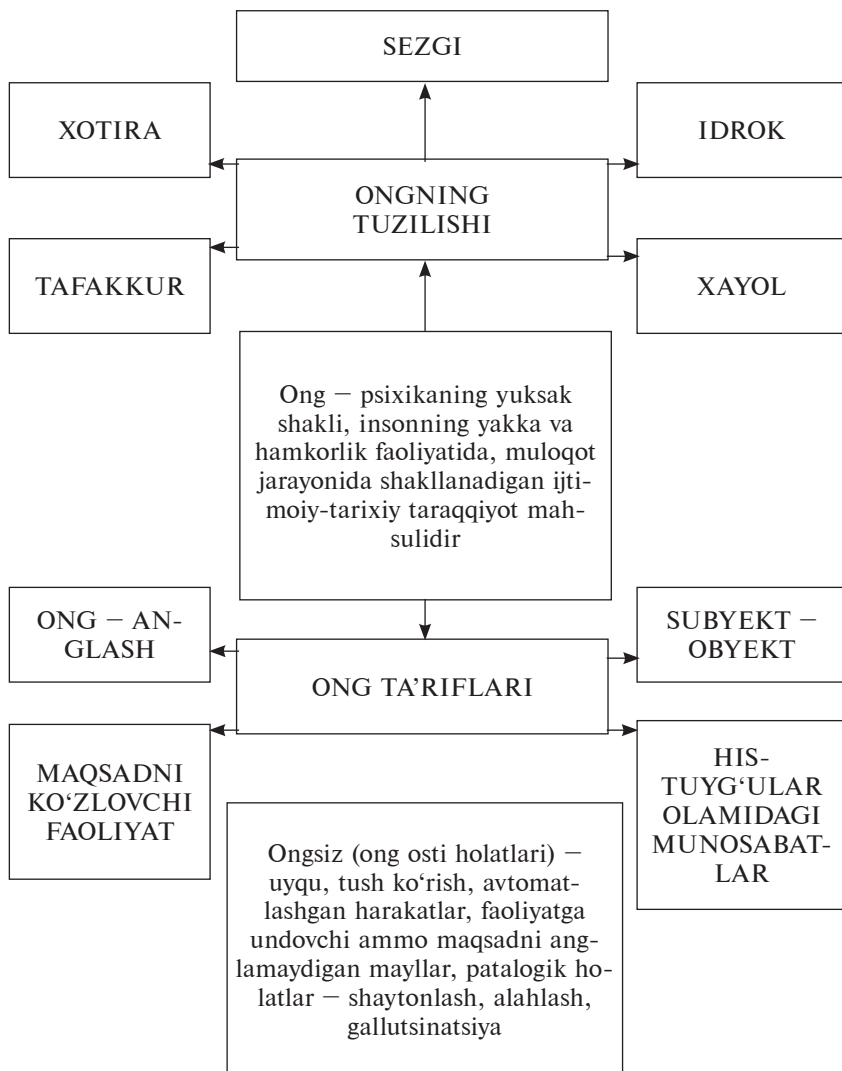 SEZGI
XOTIRA
IDROK
ONGNING
TUZILISHI
TAFAKKUR
XAYOL
Ong – psixikaning yuksak
shakli, insonning yakka va
hamkorlik faoliyatida, muloqot
jarayonida shakllanadigan ijti-
moiy-tarixiy taraqqiyot mah-
sulidir
ONG – AN-
GLASH
SUBYEKT –
OBYEKT
ONG TA’RIFLARI
MAQSADNI
KO‘ZLOVCHI
FAOLIYAT
HIS-
TUYG‘ULAR
OLAMIDAGI
MUNOSABAT-
LAR
Ongsiz (ong osti holatlari) –
uyqu, tush ko‘rish, avtomat-
lashgan harakatlar, faoliyatga
undovchi ammo maqsadni ang-
lamaydigan mayllar, patalogik ho-
latlar – shaytonlash, alahlash,
gallutsinatsiya